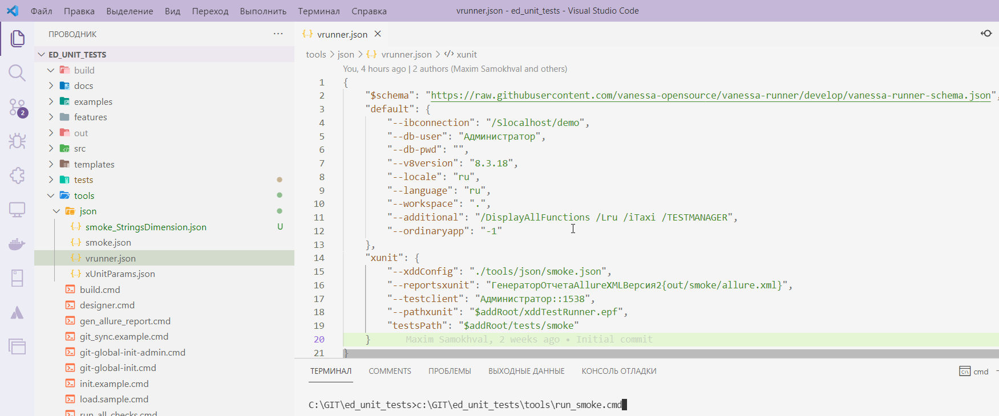 Файл Правка Выделение Вид Переход Выполнить Терминал Справка vrunner.json - ed_unit_tests - Visual Studio Code
ПРОВОДНИК ···
ED_UNIT_TESTS
build
docs
examples
features
out
src
templates
tests
tools
json
smoke_StringsDimension.json U
smoke.json
vrunner.json
xUnitParams.json
build.cmd
designer.cmd
gen_allure_report.cmd
git_sync.example.cmd
git-global-init-admin.cmd
git-global-init.cmd
init.example.cmd
load.sample.cmd
run_all_checks.cmd
2
{..} vrunner.json ×
tools > json > {..} vrunner.json > </> xunit
You, 4 hours ago | 2 authors (Maxim Samokhval and others)
1 {
2 "$schema": "https://raw.githubusercontent.com/vanessa-opensource/vanessa-runner/develop/vanessa-runner-schema.json",
3 "default": {
4 "--ibconnection": "/Slocalhost/demo",
5 "--db-user": "Администратор",
6 "--db-pwd": "",
7 "--v8version": "8.3.18",
8 "--locale": "ru",
9 "--language": "ru",
10 "--workspace": ".",
11 "--additional": "/DisplayAllFunctions /Lru /iTaxi /TESTMANAGER",
12 "--ordinaryapp": "-1"
13 },
14 "xunit": {
15 "--xddConfig": "./tools/json/smoke.json",
16 "--reportsxunit": "ГенераторОтчетаAllureXMLВерсия2{out/smoke/allure.xml}",
17 "--testclient": "Администратор::1538",
18 "--pathxunit": "$addRoot/xddTestRunner.epf",
19 "testsPath": "$addRoot/tests/smoke"
20 } Maxim Samokhval, 2 weeks ago • Initial commit
21 }
ТЕРМИНАЛ COMMENTS ПРОБЛЕМЫ ВЫХОДНЫЕ ДАННЫЕ КОНСОЛЬ ОТЛАДКИ cmd
C:\GIT\ed_unit_tests>c:\GIT\ed_unit_tests\tools\run_smoke.cmd